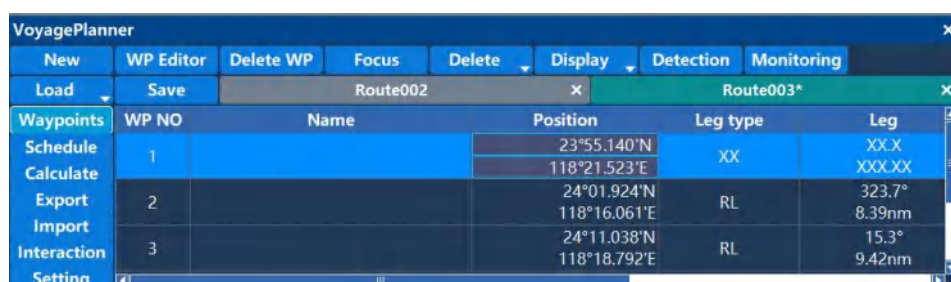 VoyagePlanner ×
New WP Editor Delete WP Focus Delete Display Detection Monitoring
Load Save Route002 × Route003* ×
Waypoints WP NO Name Position Leg type Leg
Schedule 1 23°55.140'N XX XX.X
Calculate 118°21.523'E XXX.XX
Export 2 24°01.924'N RL 323.7°
Import 118°16.061'E 8.39nm
Interaction 3 24°11.038'N RL 15.3°
118°18.792'E 9.42nm
Setting